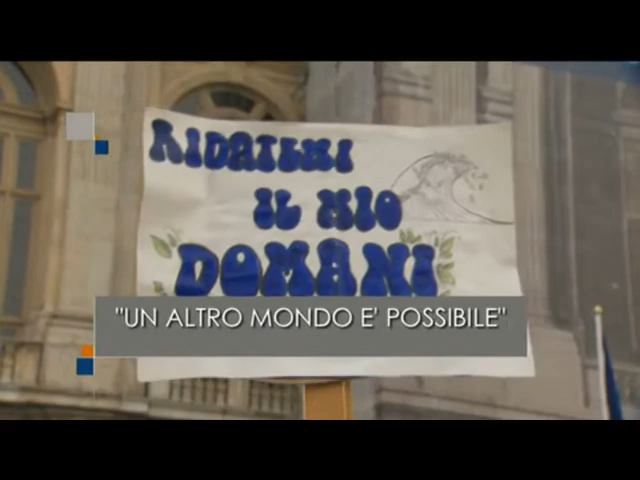 RIDATEMI
IL MIO
DOMANI
"UN ALTRO MONDO E' POSSIBILE"